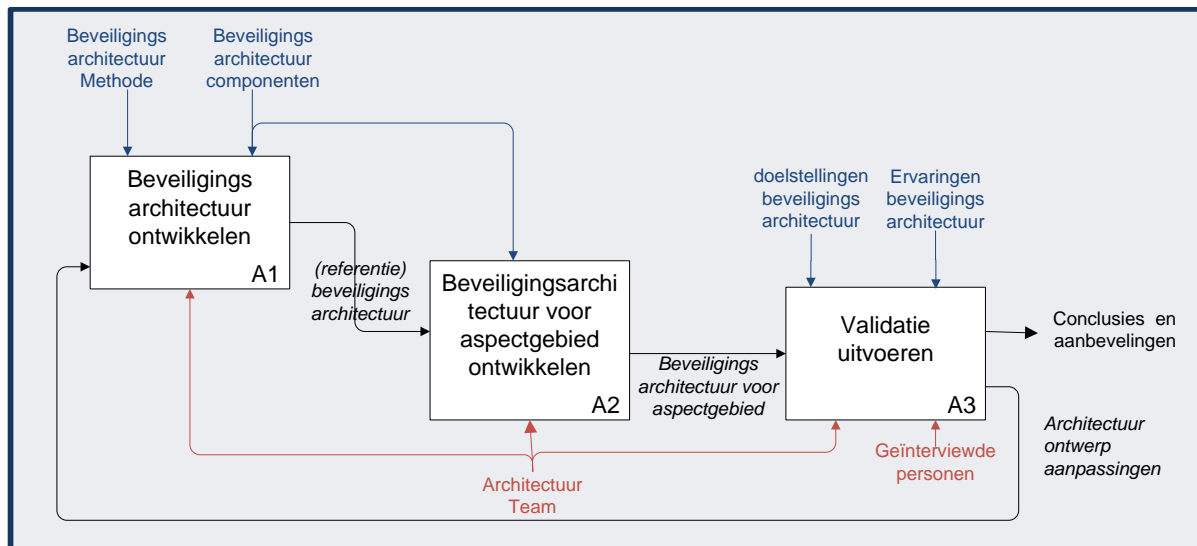 Beveiligings
architectuur
Methode
Beveiligings
architectuur
componenten
Beveiligings
architectuur
ontwikkelen
A1
(referentie)
beveiligings
architectuur
Beveiligingsarchi
tectuur voor
aspectgebied
ontwikkelen
A2
Beveiligings
architectuur voor
aspectgebied
doelstellingen
beveiligings
architectuur
Ervaringen
beveiligings
architectuur
Validatie
uitvoeren
A3
Conclusies en
aanbevelingen
Architectuur
ontwerp
aanpassingen
Geïnterviewde
personen
Architectuur
Team